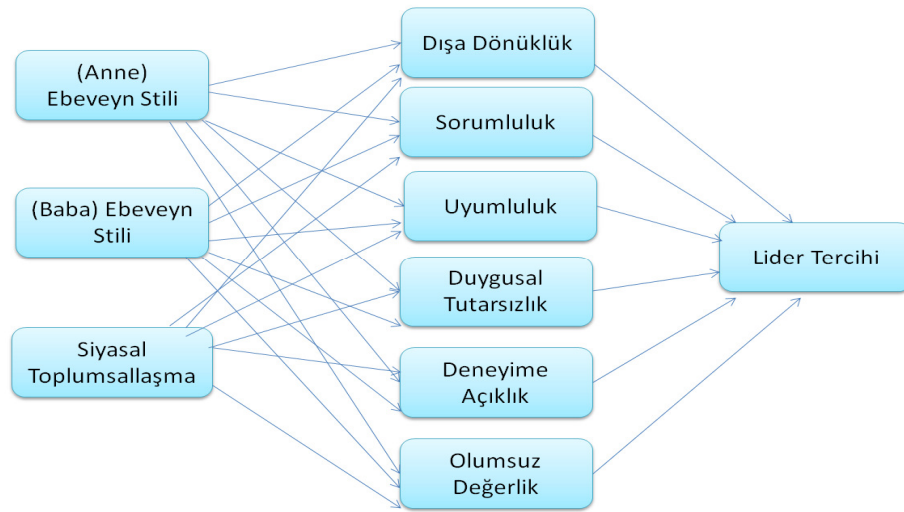 (Anne)
Ebeveyn Stili
(Baba) Ebeveyn
Stili
Siyasal
Toplumsallaşma
Dışa Dönüklük
Sorumluluk
Uyumluluk
Duygusal
Tutarsızlık
Deneyime
Açıklık
Olumsuz
Değerlik
Lider Tercihi